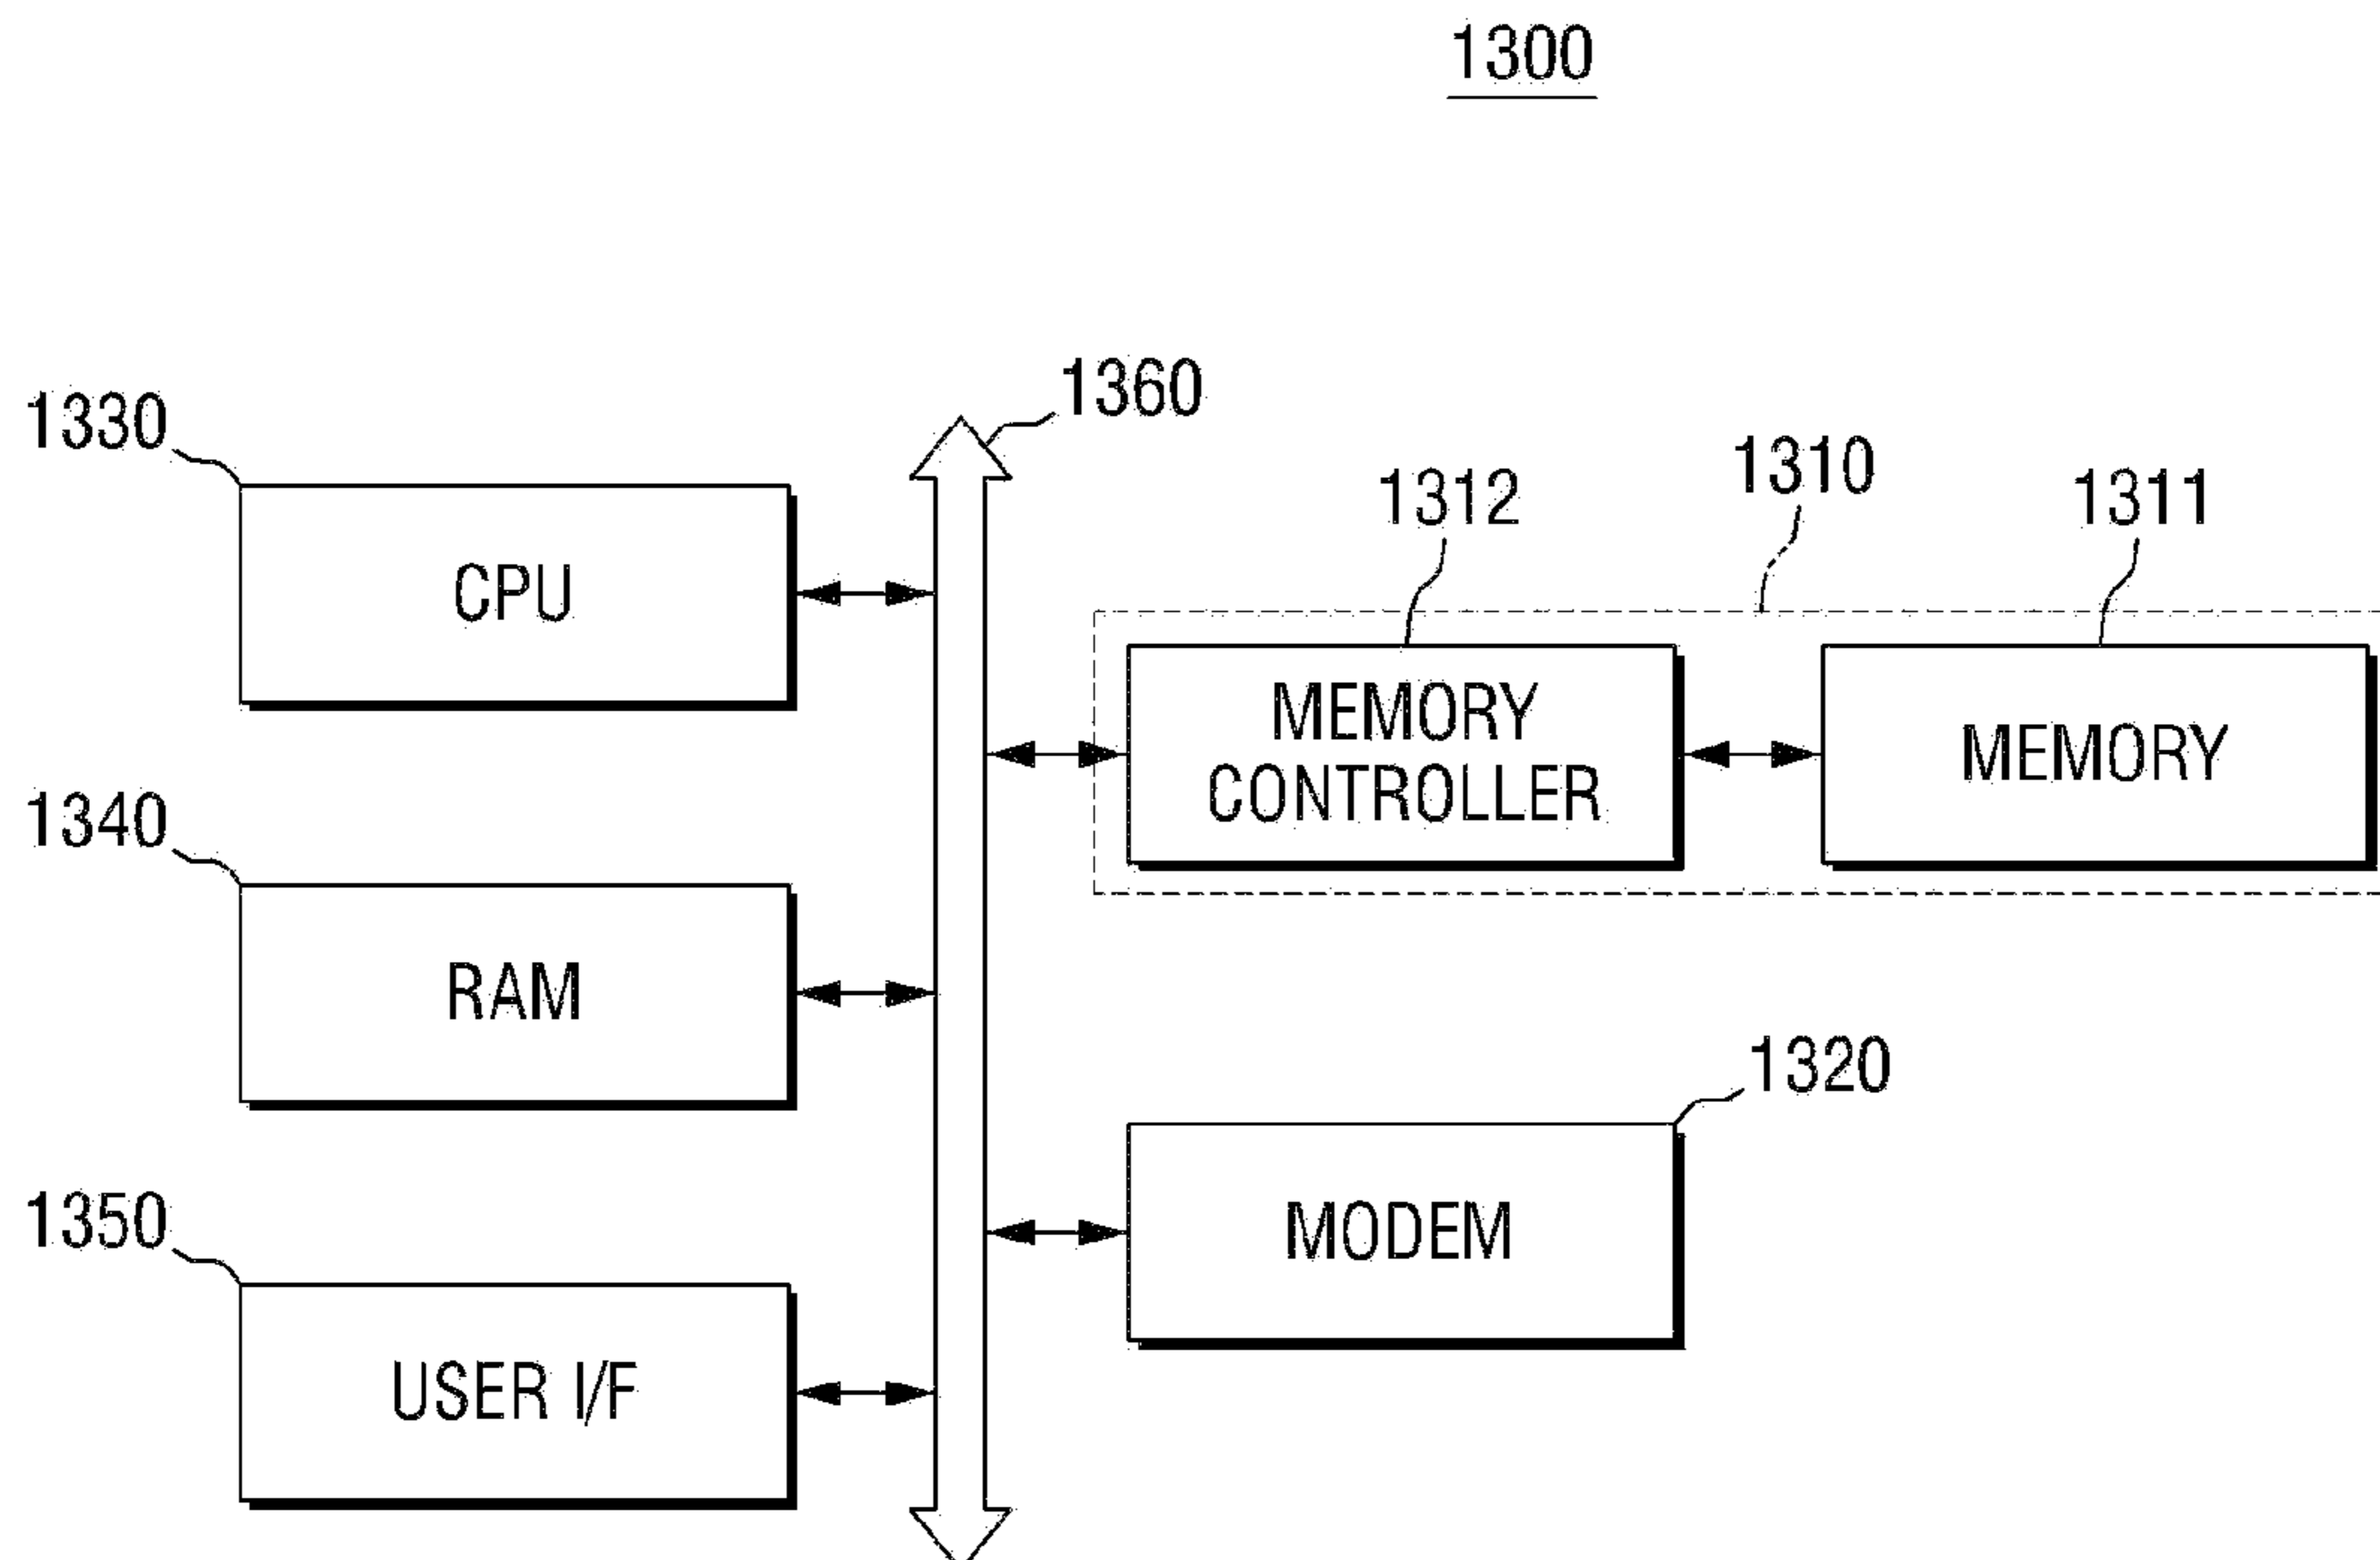 1300
1360
1330
1310
1312
1311
CPU
MEMORY
CONTROLLER
MEMORY
1340
RAM
1320
1350
MODEM
USER I/F